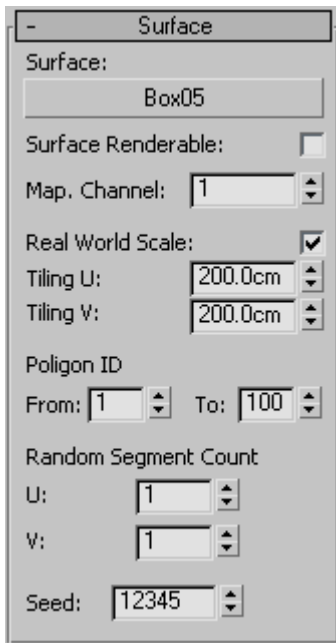 - Surface
Surface:
Box05
Surface Renderable:
Map. Channel: 1
Real World Scale:
Tiling U: 200.0cm
Tiling V: 200.0cm
Poligon ID
From: 1 To: 100
Random Segment Count
U: 1
V: 1
Seed: 12345